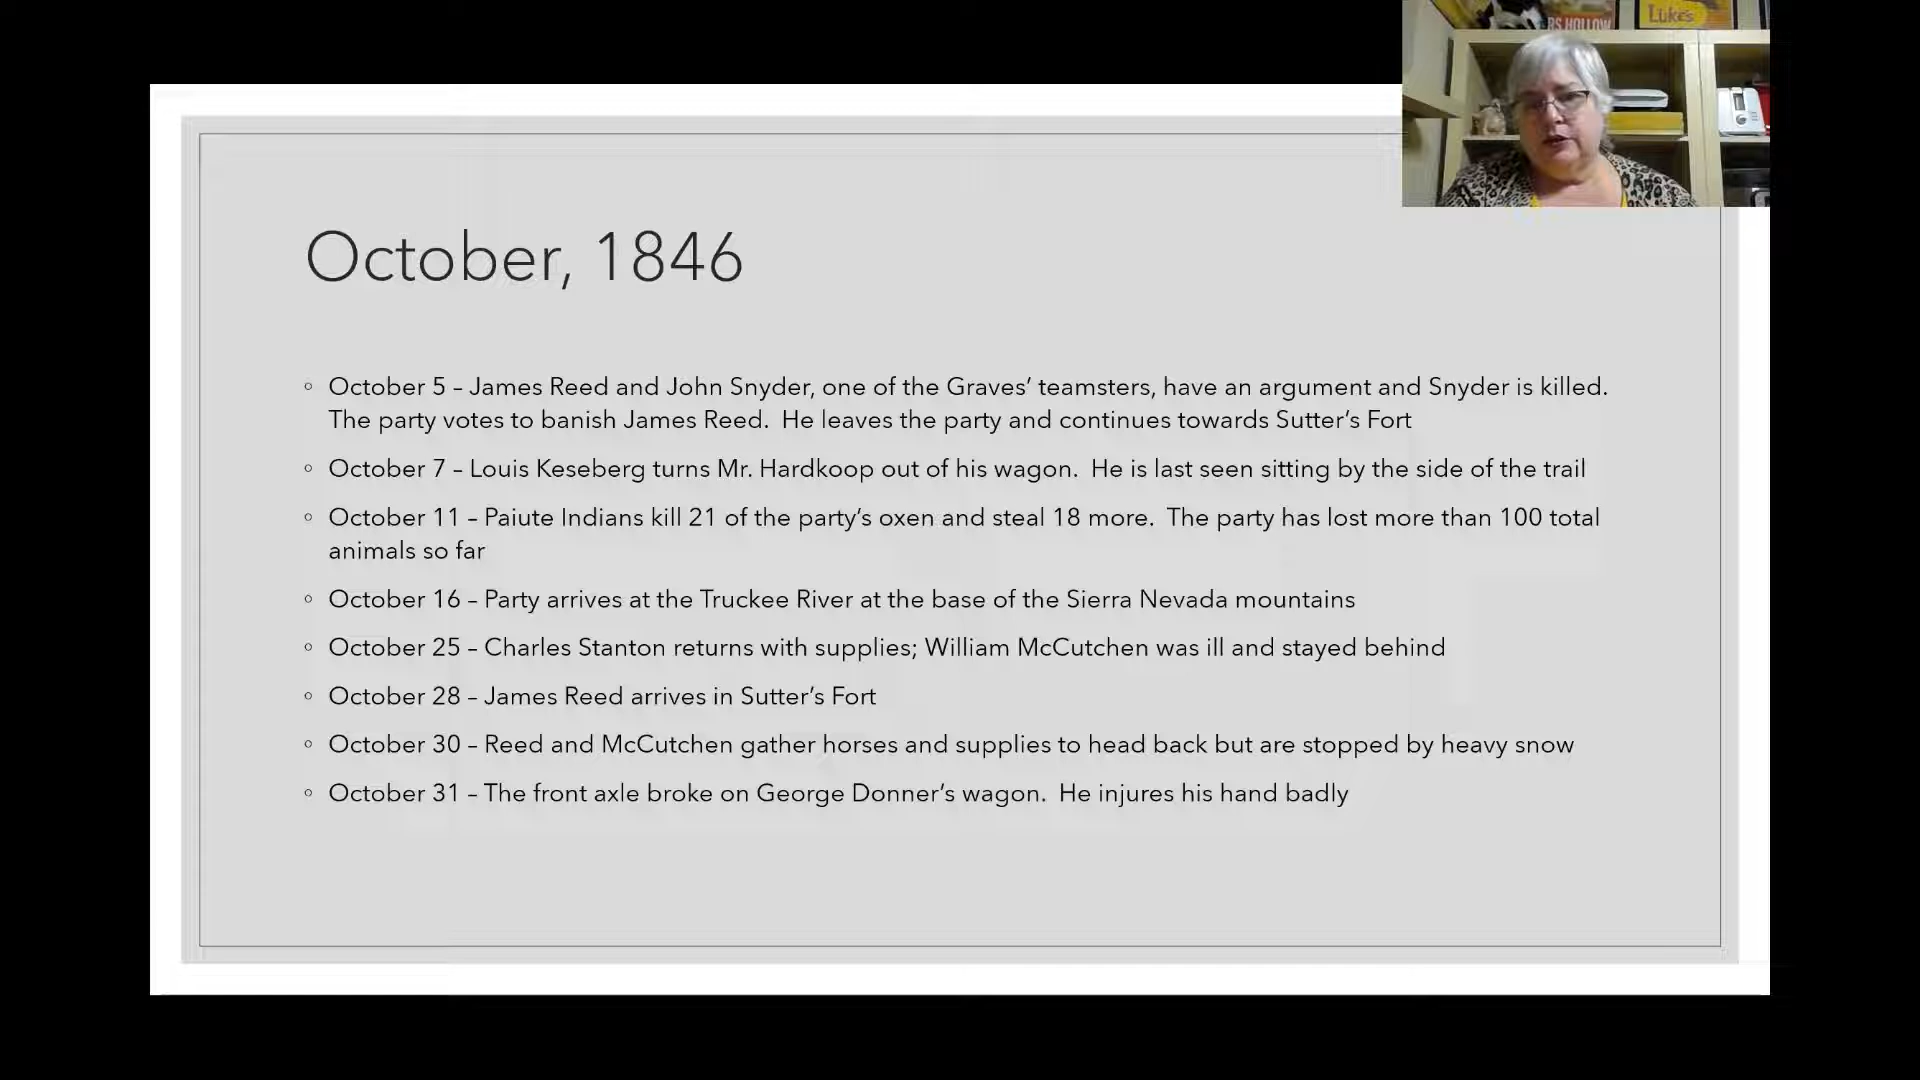 RS HOLLOW
Luke's
October, 1846
◦ October 5 – James Reed and John Snyder, one of the Graves’ teamsters, have an argument and Snyder is killed.
The party votes to banish James Reed.  He leaves the party and continues towards Sutter’s Fort
◦ October 7 – Louis Keseberg turns Mr. Hardkoop out of his wagon.  He is last seen sitting by the side of the trail
◦ October 11 – Paiute Indians kill 21 of the party’s oxen and steal 18 more.  The party has lost more than 100 total
animals so far
◦ October 16 – Party arrives at the Truckee River at the base of the Sierra Nevada mountains
◦ October 25 – Charles Stanton returns with supplies; William McCutchen was ill and stayed behind
◦ October 28 – James Reed arrives in Sutter’s Fort
◦ October 30 – Reed and McCutchen gather horses and supplies to head back but are stopped by heavy snow
◦ October 31 – The front axle broke on George Donner’s wagon.  He injures his hand badly